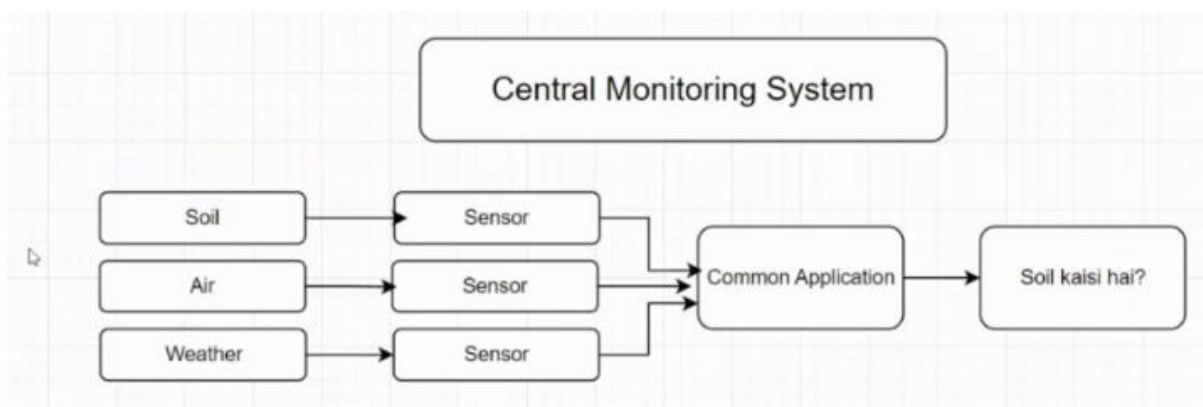 Central Monitoring System
Soil
Sensor
Air
Sensor
Common Application
Soil kaisi hai?
Weather
Sensor